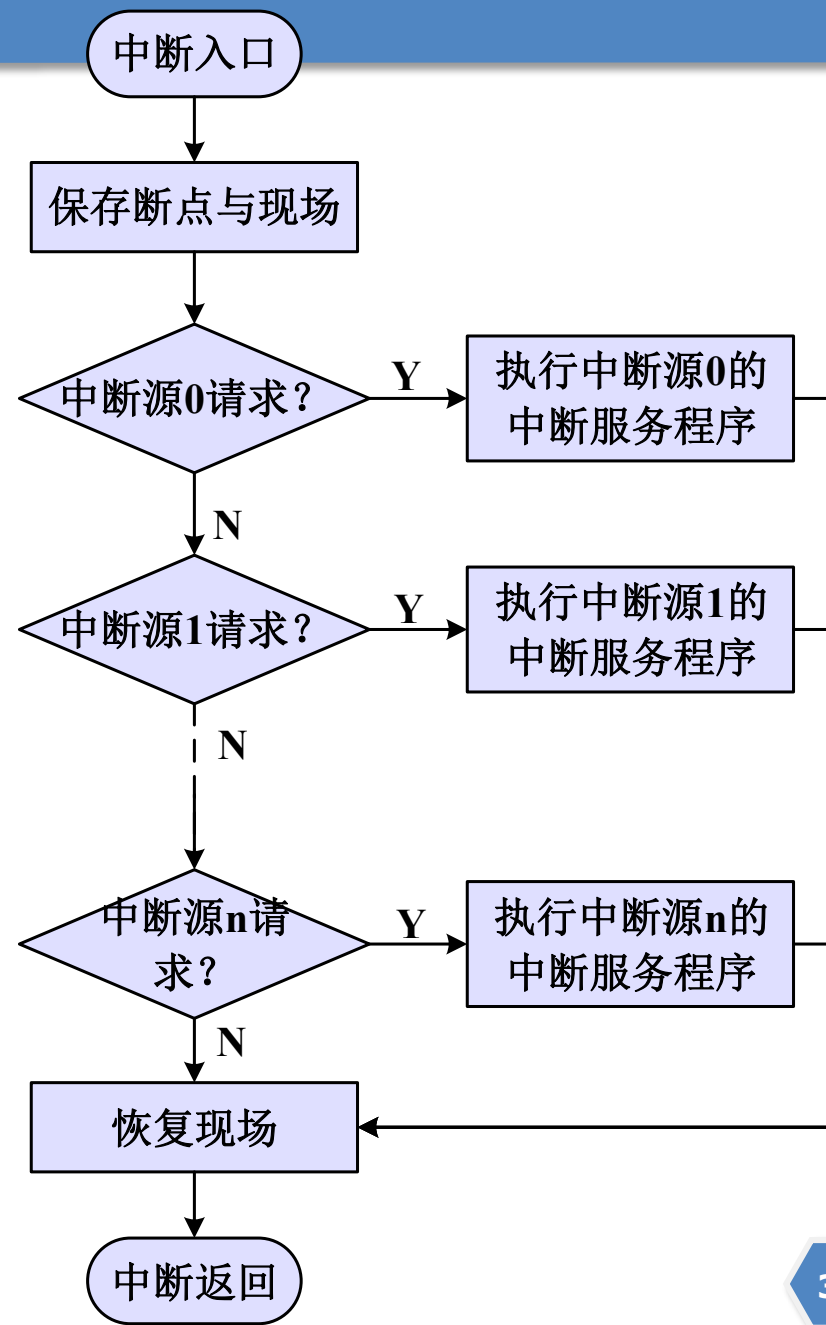 中断入口
保存断点与现场
中断源0请求？
Y
执行中断源0的
中断服务程序
N
中断源1请求？
Y
执行中断源1的
中断服务程序
N
中断源n请
求？
Y
执行中断源n的
中断服务程序
N
恢复现场
中断返回